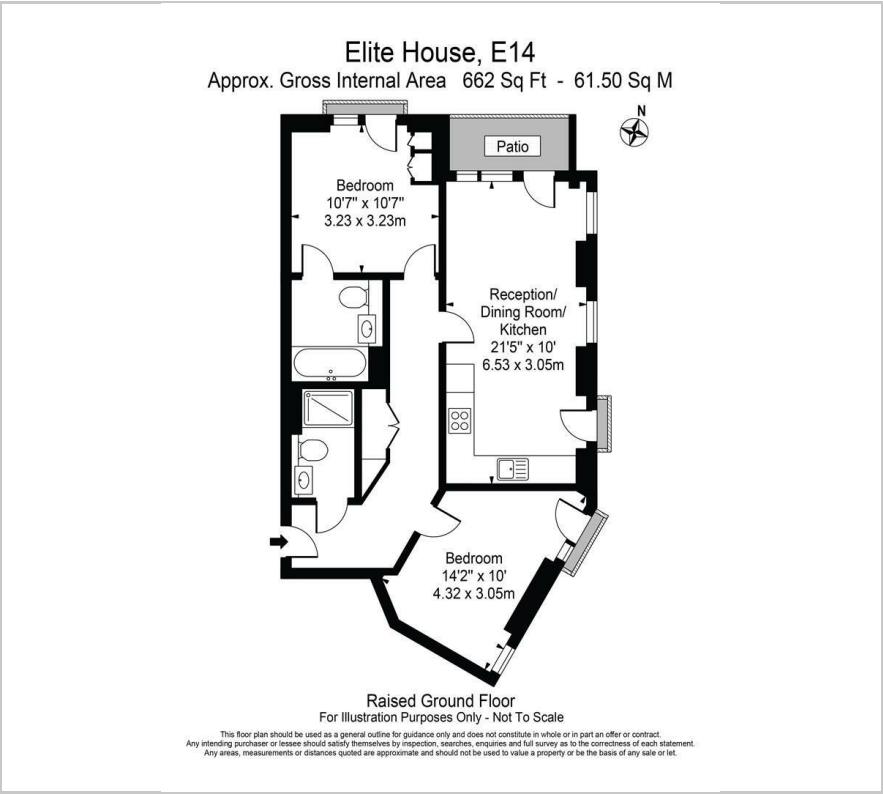 Elite House, E14
Approx. Gross Internal Area 662 Sq Ft - 61.50 Sq M
N
Patio
Bedroom
10'7" x 10'7"
3.23 x 3.23m
Reception/
Dining Room/
Kitchen
21'5" x 10'
6.53 x 3.05m
Bedroom
14'2" x 10'
4.32 x 3.05m
Raised Ground Floor
For Illustration Purposes Only - Not To Scale
This floor plan should be used as a general outline for guidance only and does not constitute in whole or in part an offer or contract.
Any intending purchaser or lessee should satisfy themselves by inspection, searches, enquiries and full survey as to the correctness of each statement.
Any areas, measurements or distances quoted are approximate and should not be used to value a property or be the basis of any sale or let.